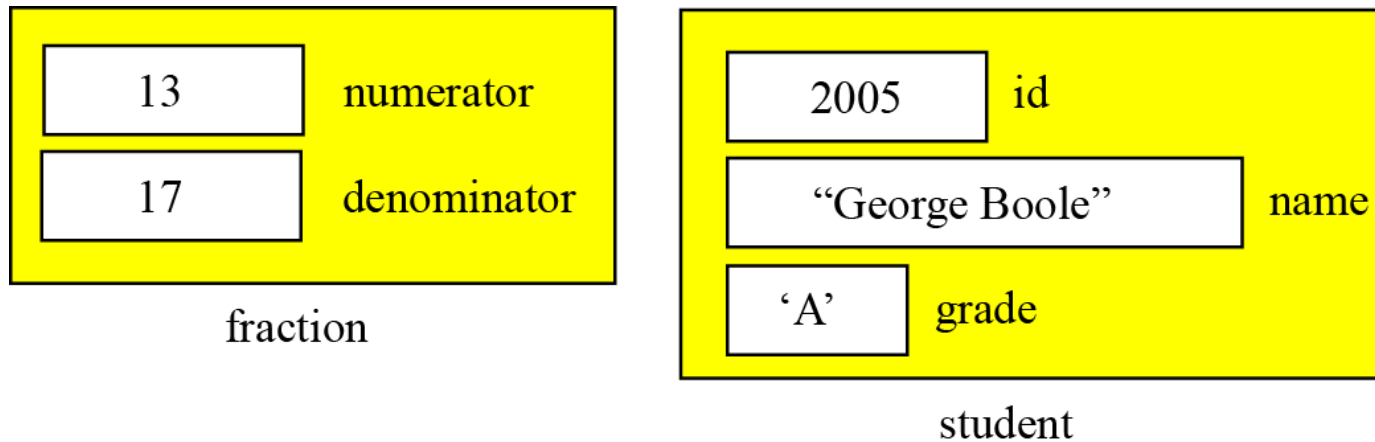 13 numerator
17 denominator
fraction
2005 id
“George Boole” name
‘A’ grade
student